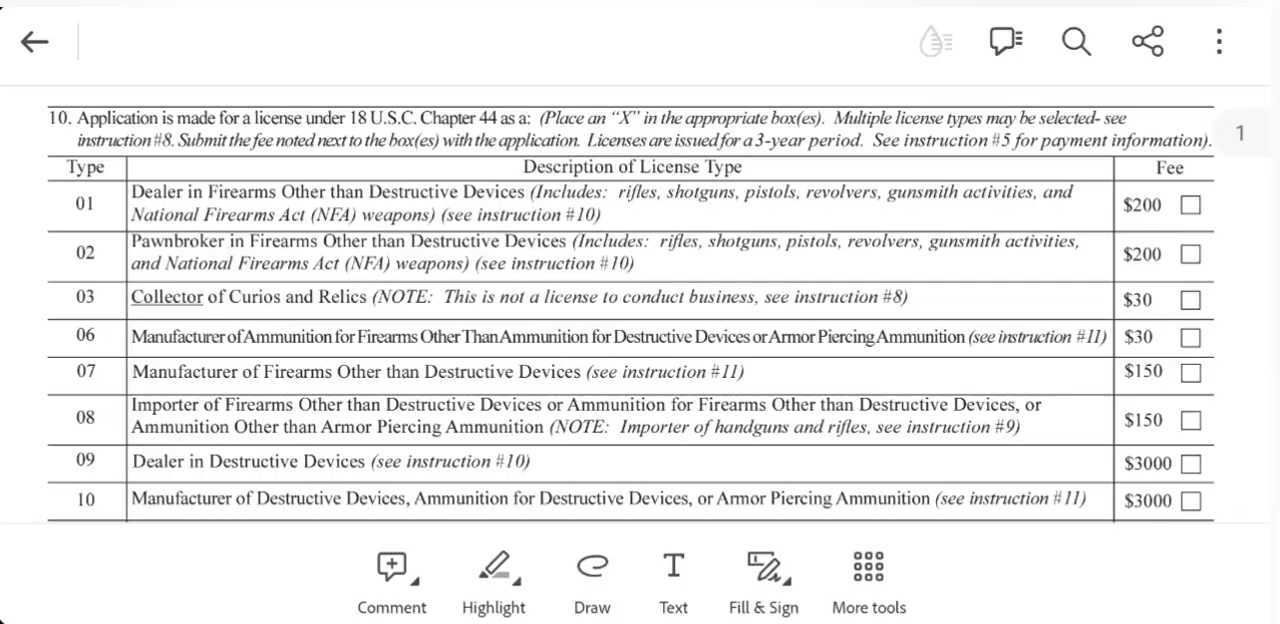 10. Application is made for a license under 18 U.S.C. Chapter 44 as a: (Place an "X" in the appropriate box(es). Multiple license types may be selected- see
instruction #8. Submit the fee noted next to the box(es) with the application. Licenses are issued for a 3-year period. See instruction #5 for payment information).
1
Type Description of License Type Fee
01 Dealer in Firearms Other than Destructive Devices (Includes: rifles, shotguns, pistols, revolvers, gunsmith activities, and
National Firearms Act (NFA) weapons) (see instruction #10) $200
02 Pawnbroker in Firearms Other than Destructive Devices (Includes: rifles, shotguns, pistols, revolvers, gunsmith activities,
and National Firearms Act (NFA) weapons) (see instruction #10) $200
03 Collector of Curios and Relics (NOTE: This is not a license to conduct business, see instruction #8) $30
06 Manufacturer of Ammunition for Firearms Other Than Ammunition for Destructive Devices or Armor Piercing Ammunition (see instruction #11) $30
07 Manufacturer of Firearms Other than Destructive Devices (see instruction #11) $150
08 Importer of Firearms Other than Destructive Devices or Ammunition for Firearms Other than Destructive Devices, or
Ammunition Other than Armor Piercing Ammunition (NOTE: Importer of handguns and rifles, see instruction #9) $150
09 Dealer in Destructive Devices (see instruction #10) $3000
10 Manufacturer of Destructive Devices, Ammunition for Destructive Devices, or Armor Piercing Ammunition (see instruction #11) $3000
Comment Highlight Draw Text Fill & Sign More tools